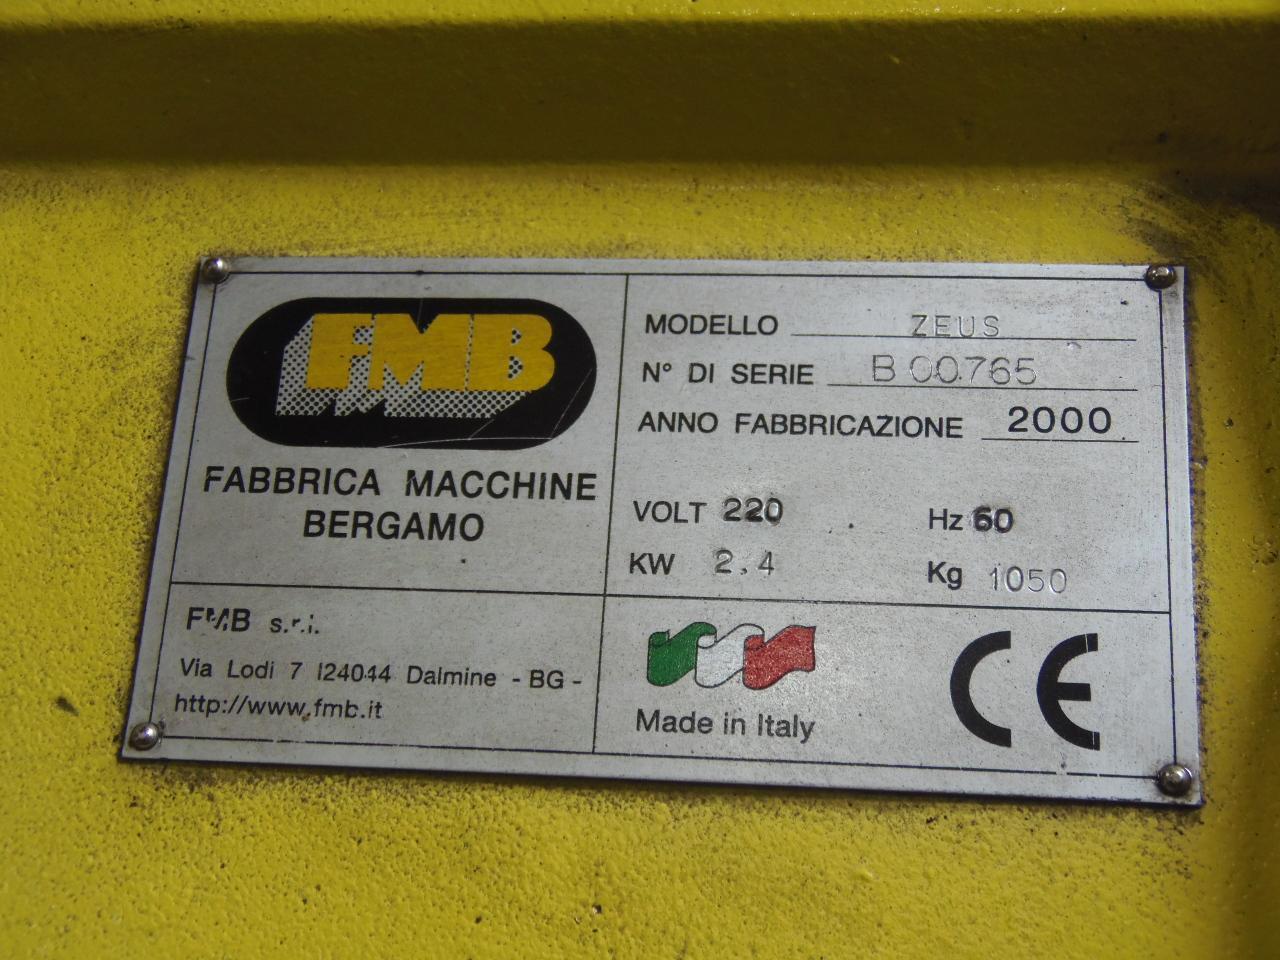 FMB
FABBRICA MACCHINE
BERGAMO
FMB s.r.l.
Via Lodi 7 I24044 Dalmine - BG -
http://www.fmb.it
MODELLO ZEUS
N° DI SERIE B 00765
ANNO FABBRICAZIONE 2000
VOLT 220 Hz 60
KW 2.4 Kg 1050
Made in Italy
CE